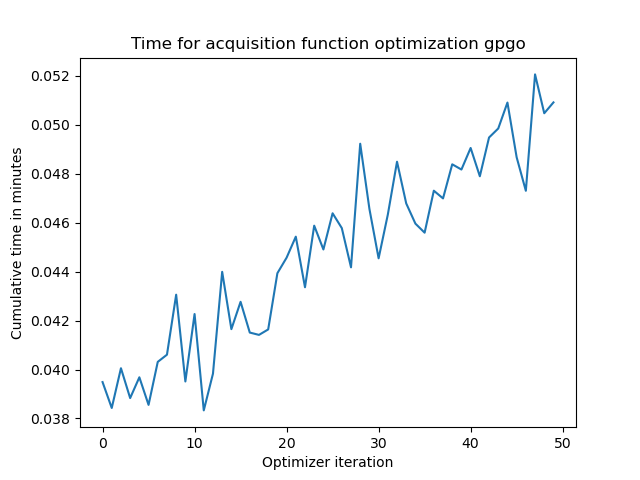 Time for acquisition function optimization gpgo
Cumulative time in minutes
0.052
0.050
0.048
0.046
0.044
0.042
0.040
0.038
0 10 20 30 40 50
Optimizer iteration